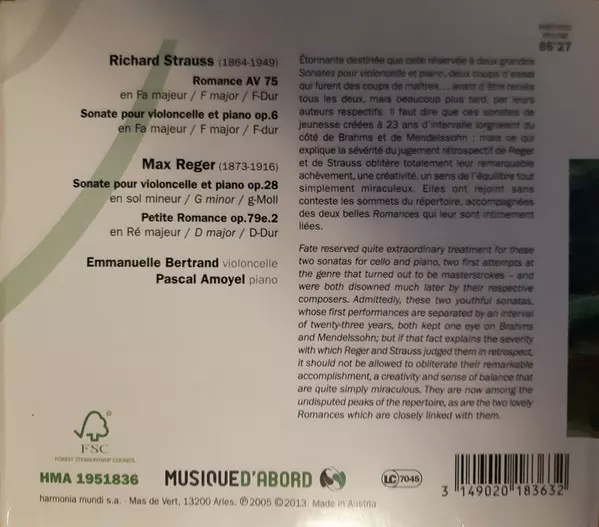 66'27
Richard Strauss (1864-1949)
Romance AV 75
en Fa majeur / F major / F-Dur
Sonate pour violoncelle et piano op.6
en Fa majeur / F major / F-dur
Max Reger (1873-1916)
Sonate pour violoncelle et piano op.28
en sol mineur / G minor / g-Moll
Petite Romance op.79e.2
en Ré majeur / D major / D-Dur
Emmanuelle Bertrand violoncelle
Pascal Amoyel piano
Étonnante destinée que celle réservée à deux grandes
Sonates pour violoncelle et piano, deux coups d'essai
qui furent des coups de maîtres... avant d'être reniés
tous les deux, mais beaucoup plus tard, par leurs
auteurs respectifs. Il faut dire que ces sonates de
jeunesse créées à 23 ans d'intervalle lorgnaient du
côté de Brahms et de Mendelssohn ; mais ce qui
explique la sévérité du jugement rétrospectif de Reger
et de Strauss oblitère totalement leur remarquable
achèvement, une créativité, un sens de l'équilibre tout
simplement miraculeux. Elles ont rejoint sans
conteste les sommets du répertoire, accompagnées
des deux belles Romances qui leur sont intimement
liées.
Fate reserved quite extraordinary treatment for these
two sonatas for cello and piano, two first attempts at
the genre that turned out to be masterstrokes – and
were both disowned much later by their respective
composers. Admittedly, these two youthful sonatas,
whose first performances are separated by an interval
of twenty-three years, both kept one eye on Brahms
and Mendelssohn; but if that fact explains the severity
with which Reger and Strauss judged them in retrospect,
it should not be allowed to obliterate their remarkable
accomplishment, a creativity and sense of balance that
are quite simply miraculous. They are now among the
undisputed peaks of the repertoire, as are the two lovely
Romances which are closely linked with them.
FSC
FOREST STEWARDSHIP COUNCIL
HMA 1951836
MUSIQUE D'ABORD
LC 7045
3 149020 183632
harmonia mundi s.a. - Mas de Vert, 13200 Arles. ℗ 2005 © 2013. Made in Austria